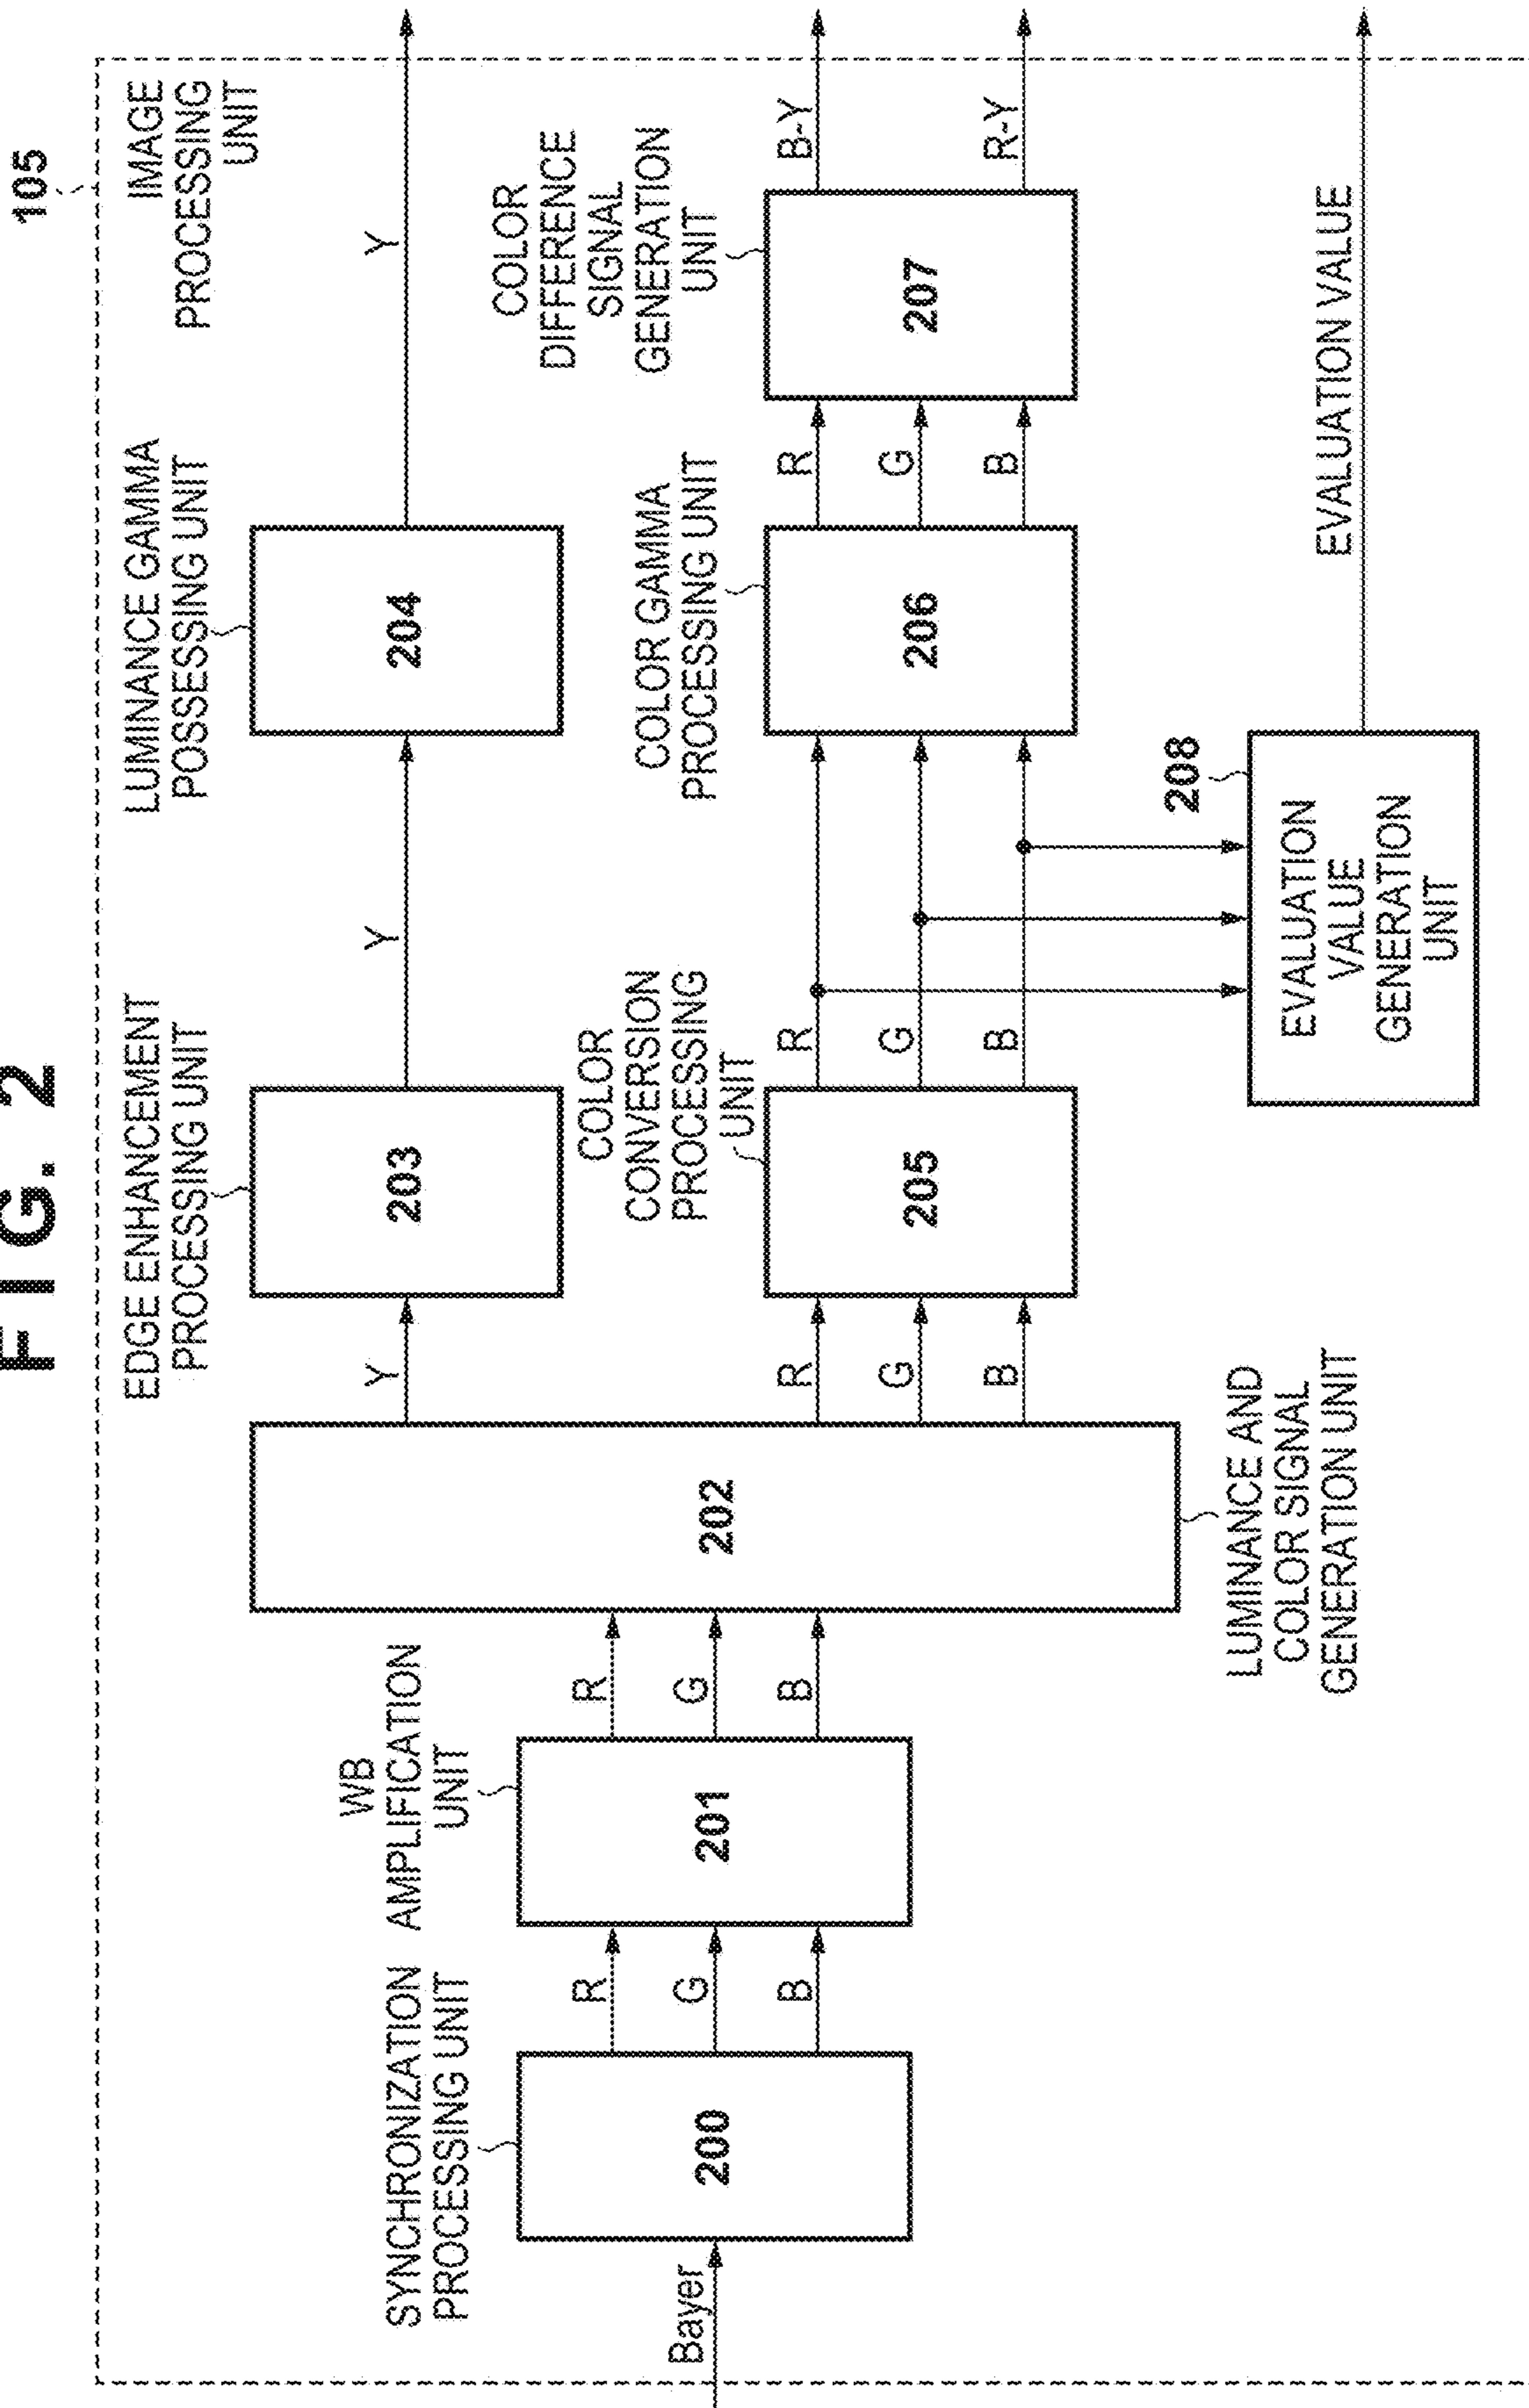 FIG. 2
105
IMAGE
PROCESSING
UNIT
EDGE ENHANCEMENT
PROCESSING UNIT
LUMINANCE GAMMA
POSSESSING UNIT
203
204
Y
Y
Y
SYNCHRONIZATION
PROCESSING UNIT
WB
AMPLIFICATION
UNIT
Bayer
200
R
G
B
201
R
G
B
202
LUMINANCE AND
COLOR SIGNAL
GENERATION UNIT
R
G
B
COLOR
CONVERSION
PROCESSING
UNIT
205
R
G
B
COLOR GAMMA
PROCESSING UNIT
206
R
G
B
COLOR
DIFFERENCE
SIGNAL
GENERATION
UNIT
207
B-Y
R-Y
208
EVALUATION
VALUE
GENERATION
UNIT
EVALUATION VALUE